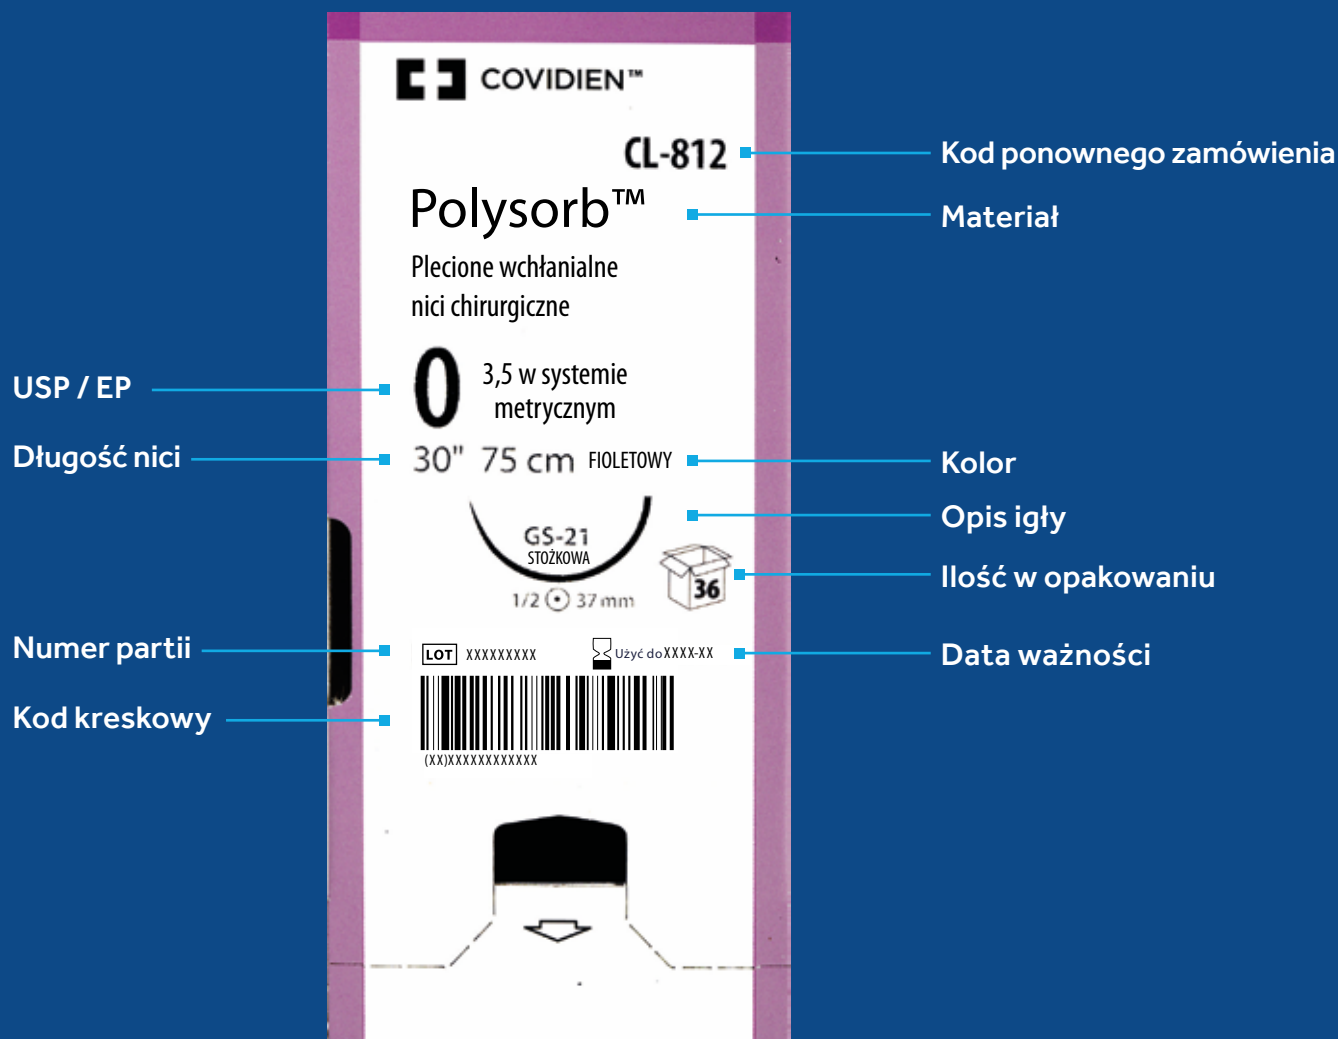 COVIDIEN™
CL-812
Kod ponownego zamówienia
Polysorb™
Materiał
Plecione wchłanialne
nici chirurgiczne
USP / EP
0
3,5 w systemie
metrycznym
Długość nici
30" 75 cm FIOLETOWY
Kolor
Opis igły
GS-21
STOŻKOWA
1/2 37 mm
36
Ilość w opakowaniu
Numer partii
LOT XXXXXXXXX
Użyć do XXXX-XX
Data ważności
Kod kreskowy
(XX)XXXXXXXXXXXXX